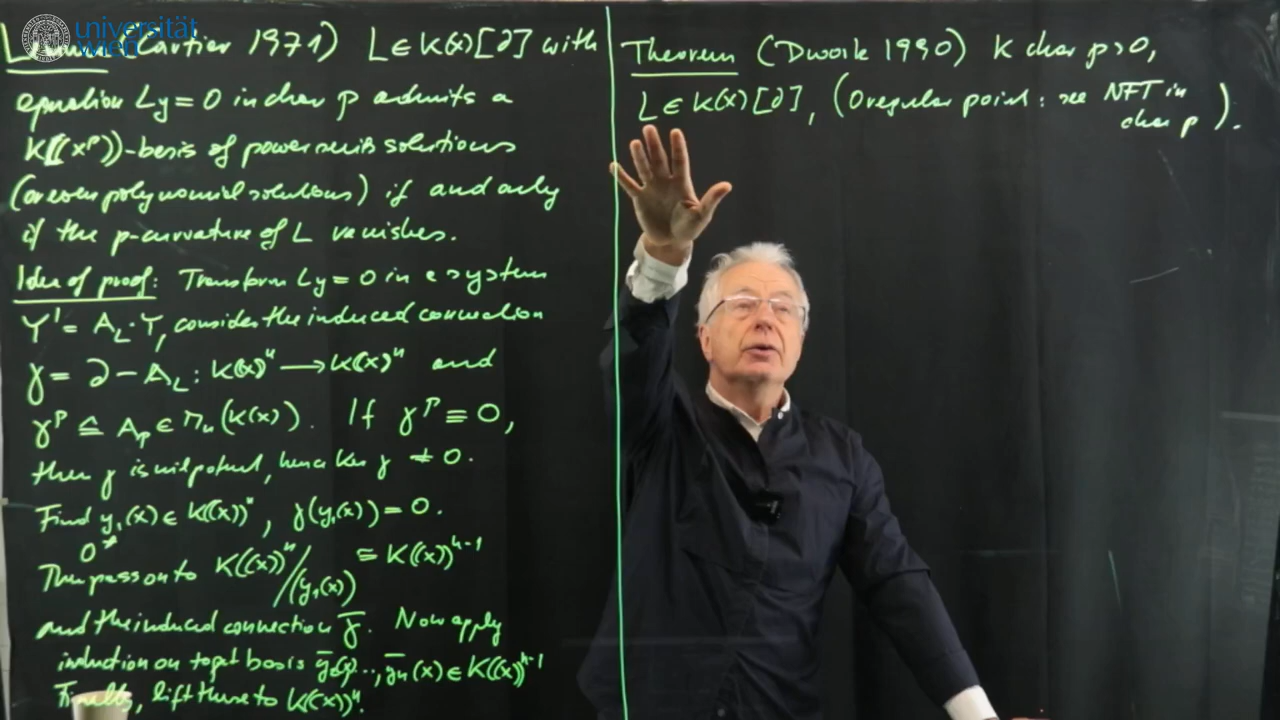 universität
wien
Lemma (Cartier 1971) L ∈ K(x)[∂] with
equation Ly = 0 in char p admits a
K((x^p))-basis of power series solutions
(or even polynomial solutions) if and only
if the p-curvature of L vanishes.
Idea of proof: Transform Ly = 0 in a system
Y' = A_L · Y, consider the induced connection
γ = ∂ - A_L : K(x)^n → K(x)^n and
γ^p ≙ A_p ∈ M_n(K(x)). If γ^p ≡ 0,
then γ is nilpotent, hence Ker γ ≠ 0.
Find y_1(x) ∈ K((x))^n, γ(y_1(x)) = 0.
0 ≠
Then pass on to K((x))^n/(y_1(x)) ≅ K((x))^{n-1}
and the induced connection γ̄. Now apply
induction on to get basis ȳ_2(x)..., ȳ_n(x) ∈ K((x))^{n-1}
Finally, lift these to K((x))^n.
Theorem (Dwork 1990) K char p > 0,
L ∈ K(x)[∂], (0 regular point: see NFT in
char p).